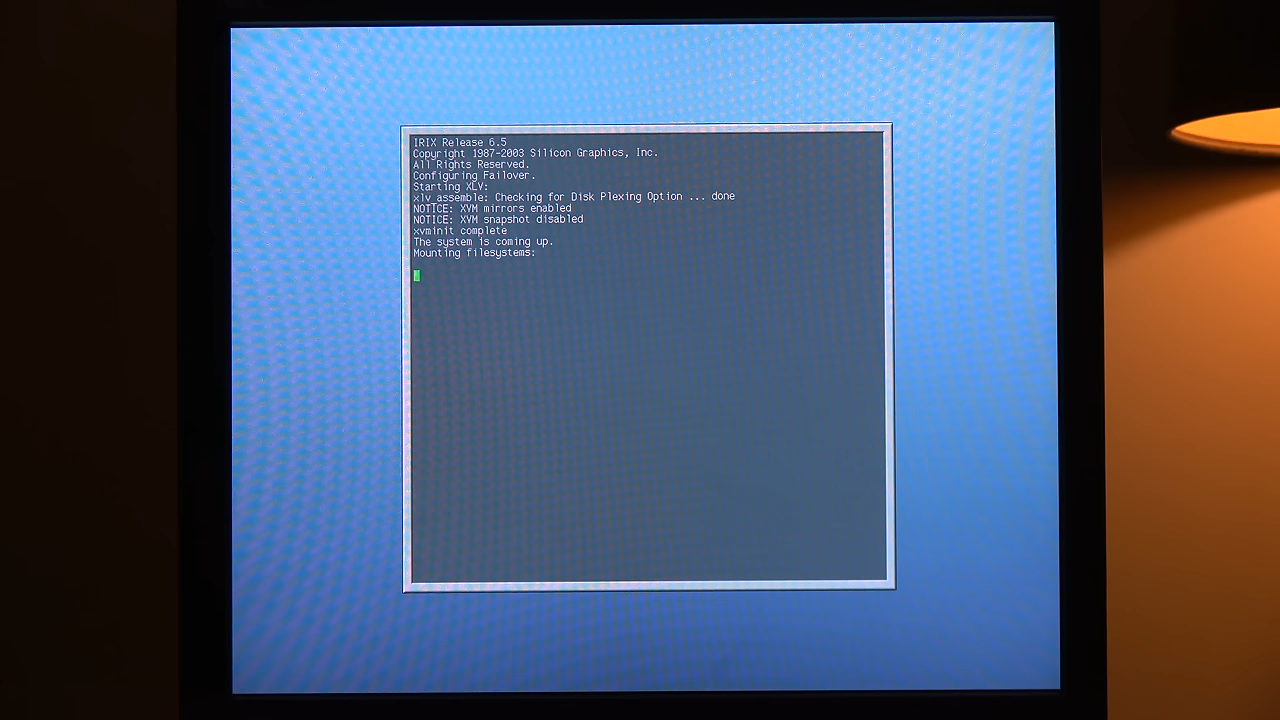 IRIX Release 6.5
Copyright 1987-2003 Silicon Graphics, Inc.
All Rights Reserved.
Configuring Failover.
Starting XLV:
xlv_assemble: Checking for Disk Plexing Option ... done
NOTICE: XVM mirrors enabled
NOTICE: XVM snapshot disabled
xvminit complete
The system is coming up.
Mounting filesystems: